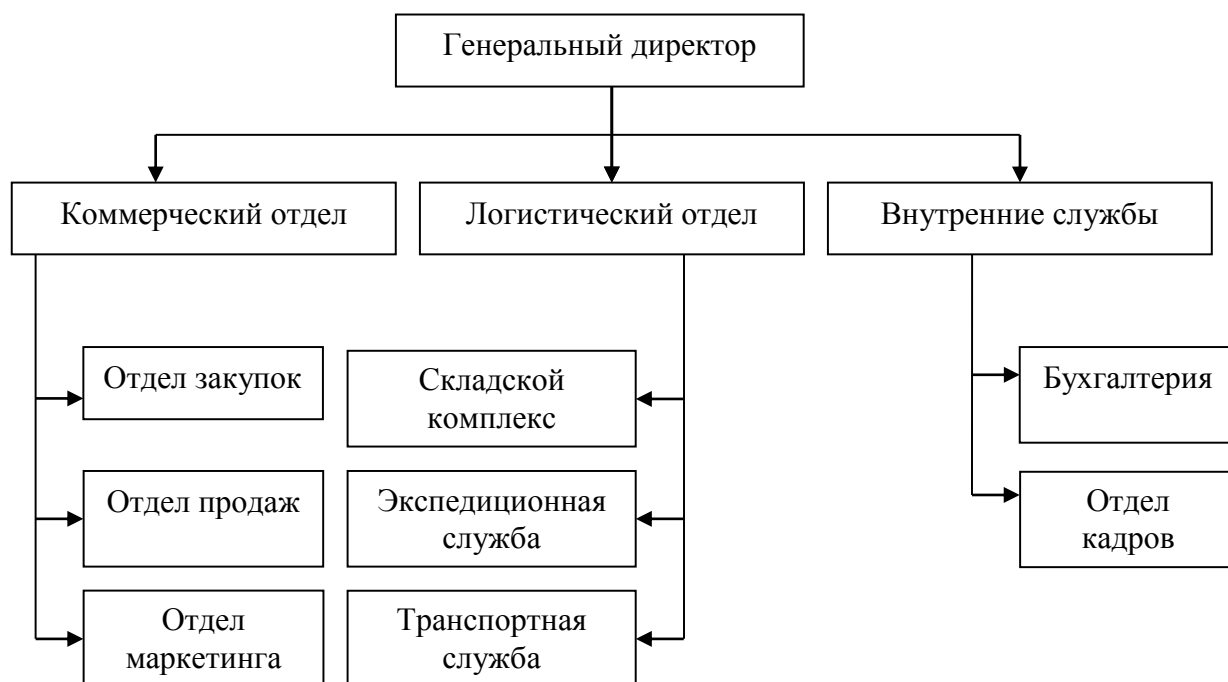 Генеральный директор
Коммерческий отдел
Логистический отдел
Внутренние службы
Отдел закупок
Складской
комплекс
Бухгалтерия
Отдел продаж
Экспедиционная
служба
Отдел
кадров
Отдел
маркетинга
Транспортная
служба